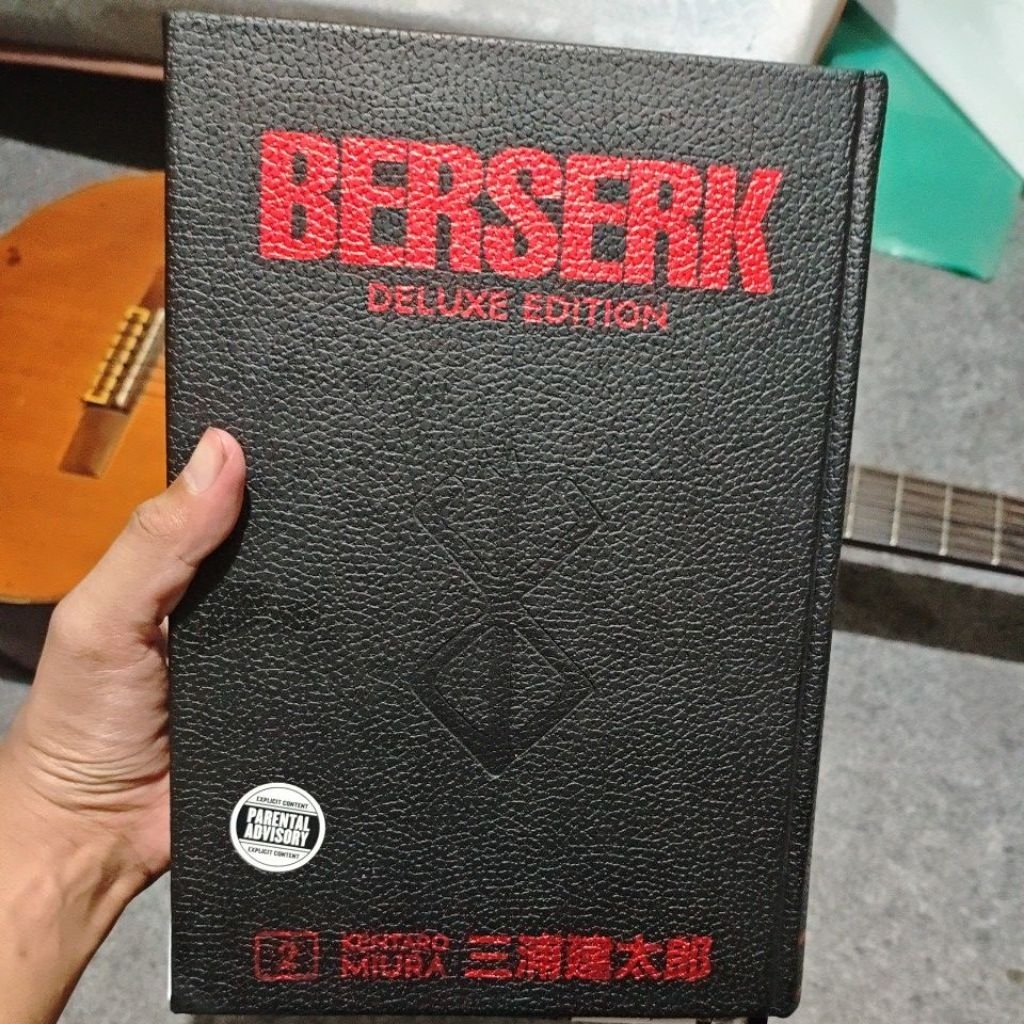 BERSERK
DELUXE EDITION
EXPLICIT CONTENT
PARENTAL
ADVISORY
EXPLICIT CONTENT
2
KENTARO
MIURA
三浦建太郎